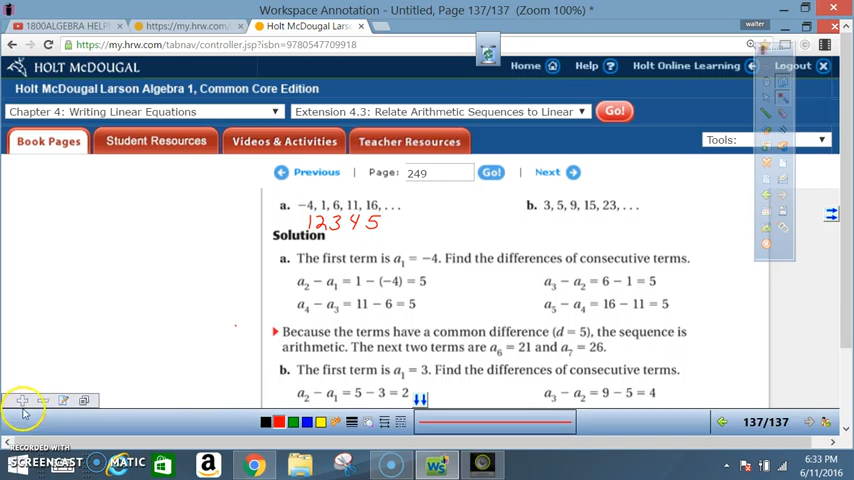 Workspace Annotation - Untitled, Page 137/137 (Zoom 100%) *
1800ALGEBRA HELP
https://my.hrw.com/tabnav
Holt McDougal Lars
walter
https://my.hrw.com/tabnav/controller.jsp?isbn=9780547709918
HOLT MCDOUGAL
Home
Help ?
Holt Online Learning
Logout
Holt McDougal Larson Algebra 1, Common Core Edition
Chapter 4: Writing Linear Equations
Extension 4.3: Relate Arithmetic Sequences to Linear
Go!
Book Pages
Student Resources
Videos & Activities
Teacher Resources
Tools:
Previous | Page: 249 Go! Next
a. −4, 1, 6, 11, 16, . . .
b. 3, 5, 9, 15, 23, . . .
1 2 3 4 5
Solution
a. The first term is a₁ = −4. Find the differences of consecutive terms.
a₂ − a₁ = 1 − (−4) = 5
a₃ − a₂ = 6 − 1 = 5
a₄ − a₃ = 11 − 6 = 5
a₅ − a₄ = 16 − 11 = 5
Because the terms have a common difference (d = 5), the sequence is
arithmetic. The next two terms are a₆ = 21 and a₇ = 26.
b. The first term is a₁ = 3. Find the differences of consecutive terms.
a₂ − a₁ = 5 − 3 = 2
a₃ − a₂ = 9 − 5 = 4
137/137
RECORDED WITH
SCREENCAST MATIC
6:33 PM
6/11/2016